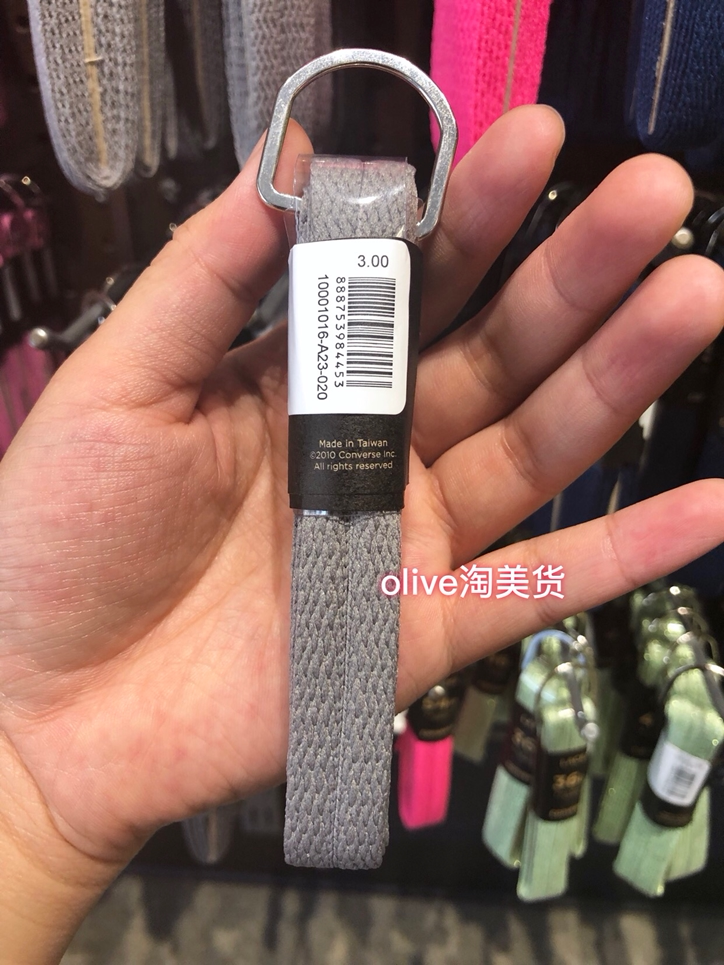 3.00
888753984453
10001016-A23-020
Made in Taiwan
©2010 Converse Inc.
All rights reserved
olive淘美货
36